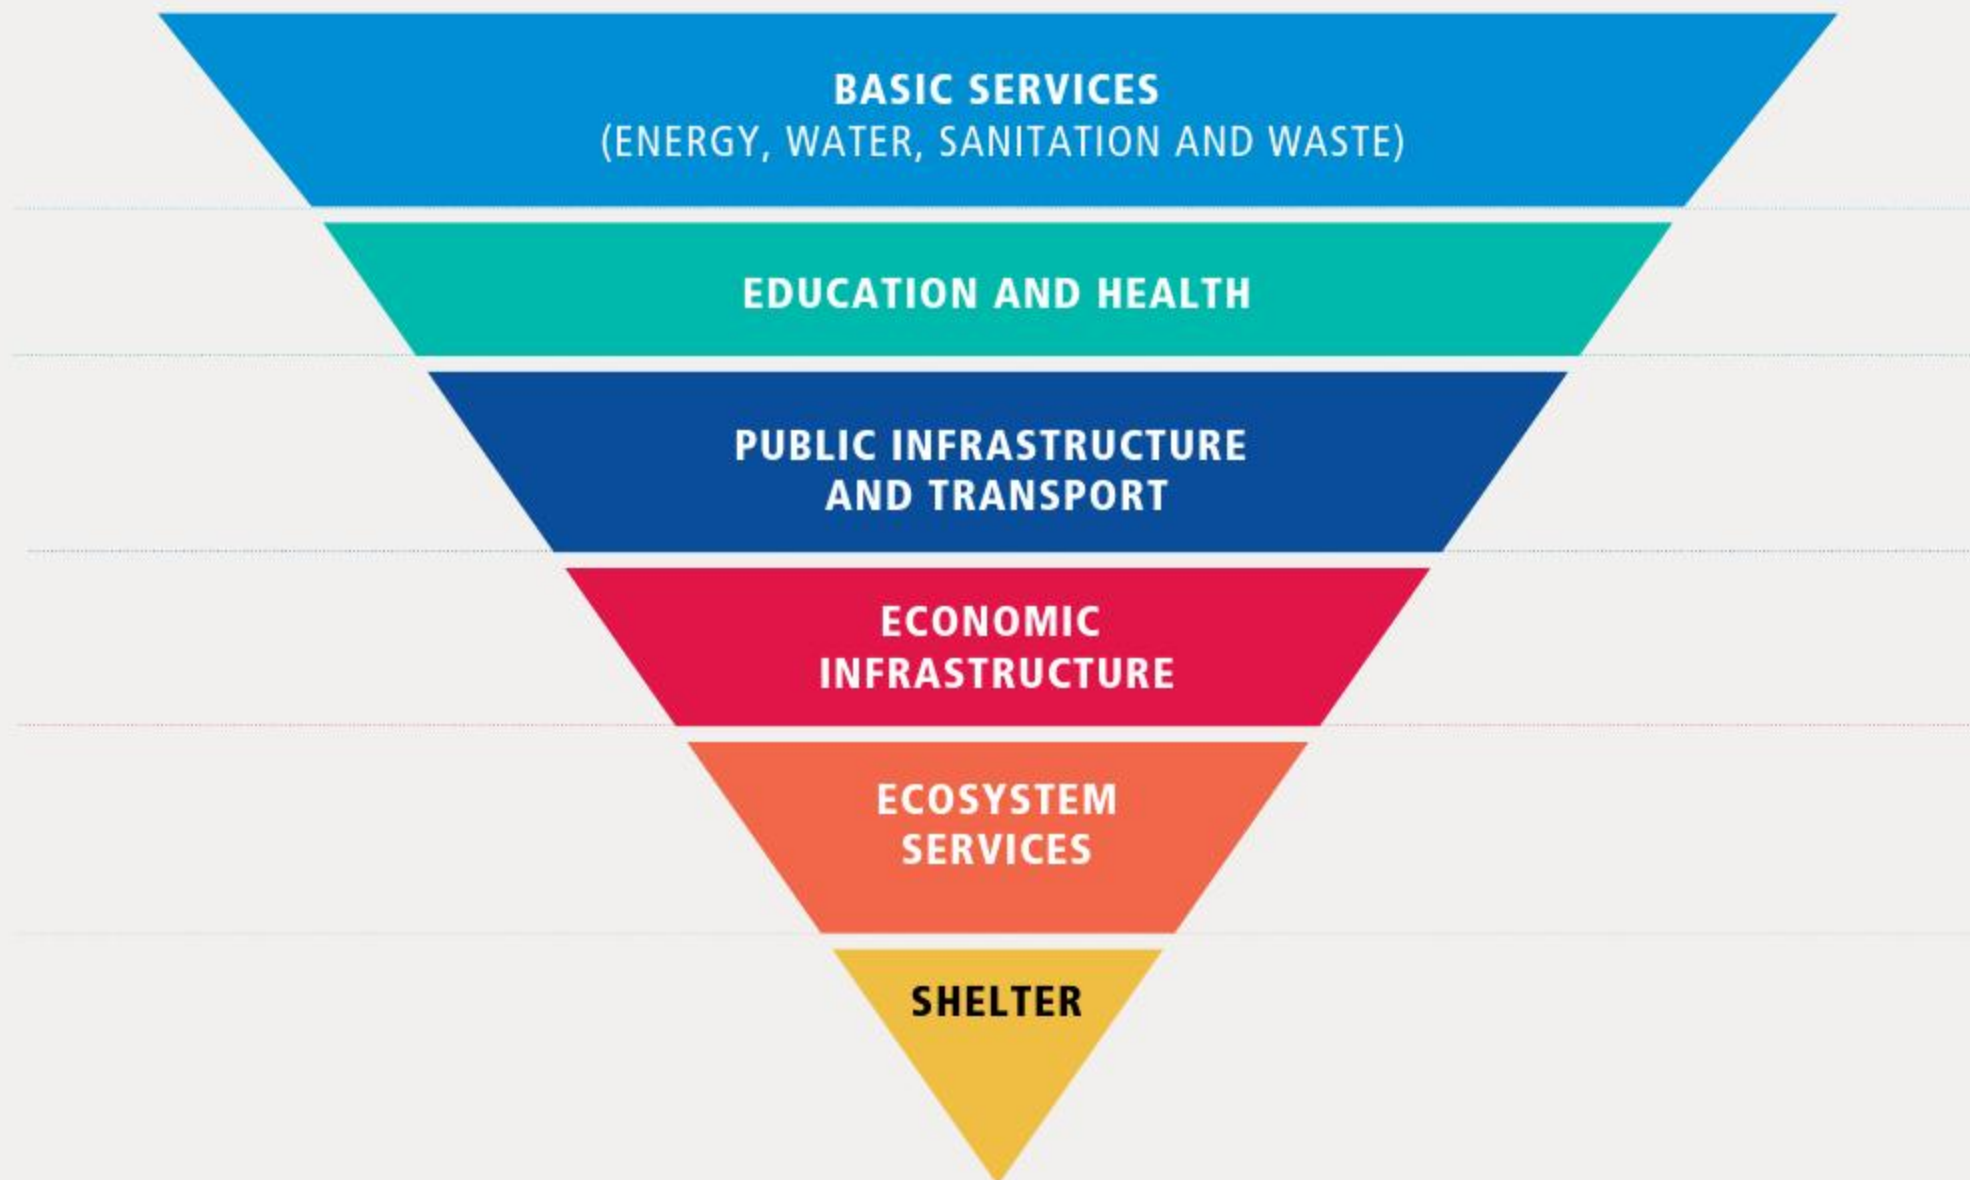 BASIC SERVICES
(ENERGY, WATER, SANITATION AND WASTE)
EDUCATION AND HEALTH
PUBLIC INFRASTRUCTURE
AND TRANSPORT
ECONOMIC
INFRASTRUCTURE
ECOSYSTEM
SERVICES
SHELTER